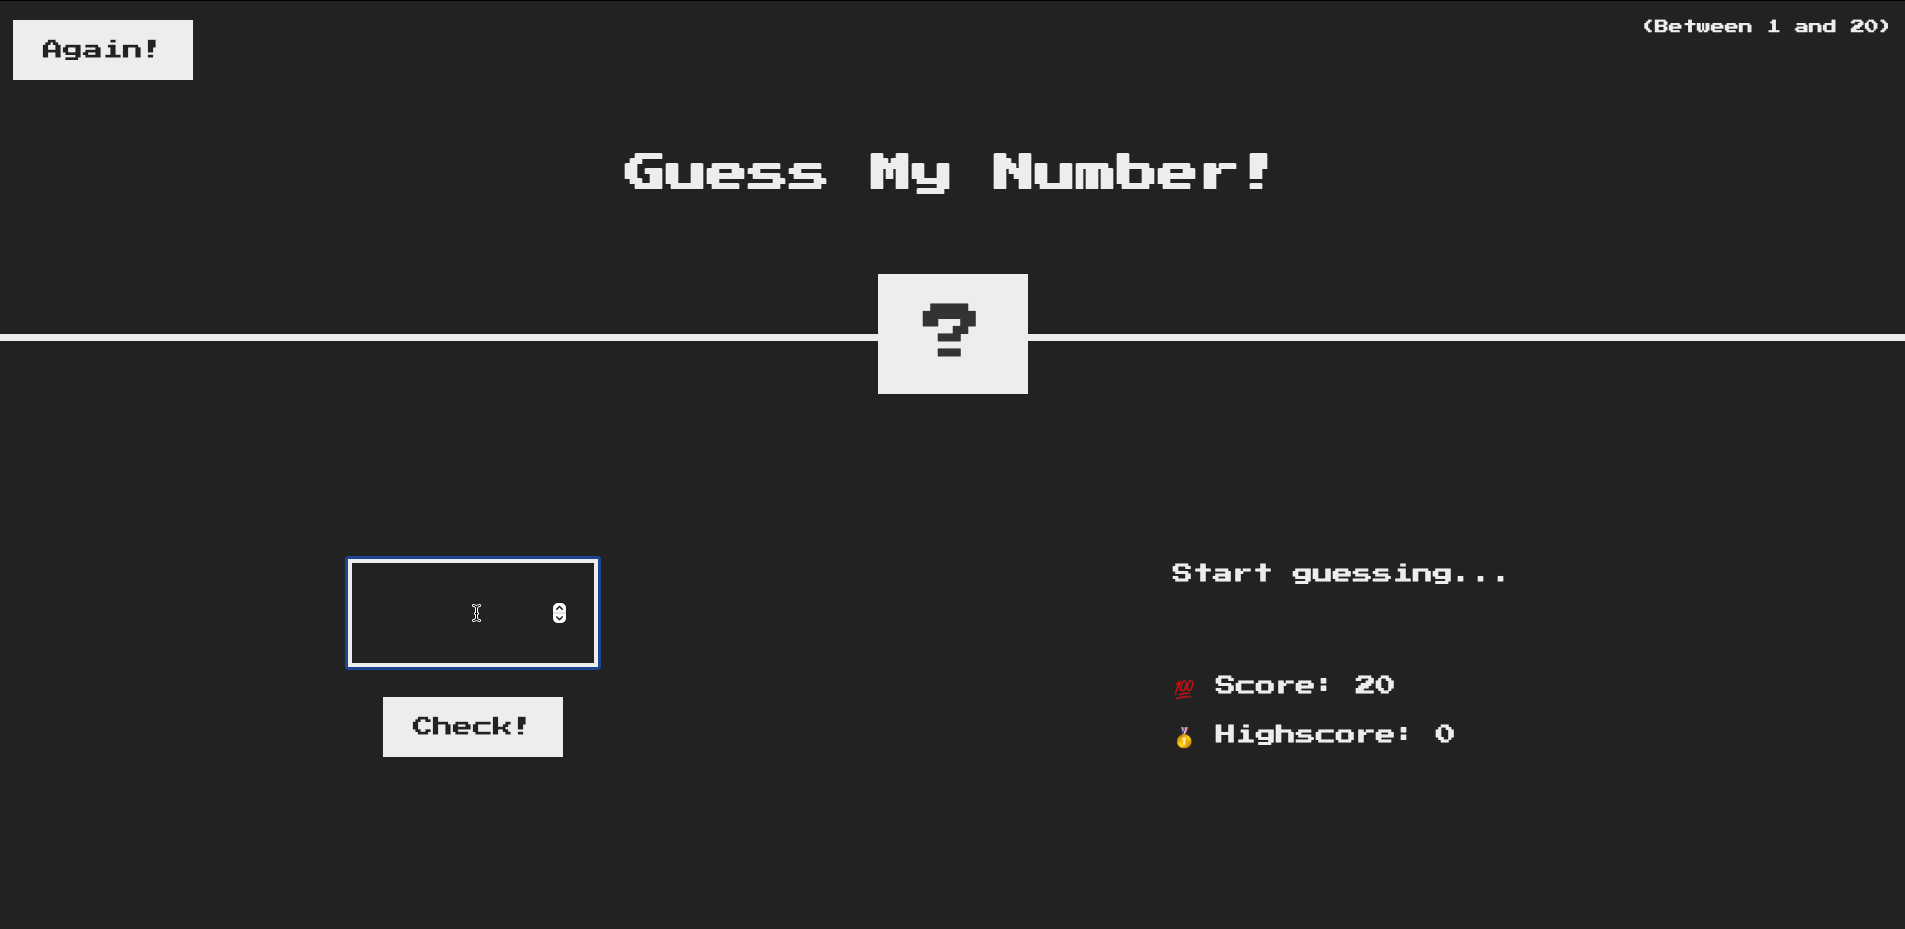 Again!
(Between 1 and 20)
Guess My Number!
?
Start guessing...
💯 Score: 20
Check!
🥇 Highscore: 0